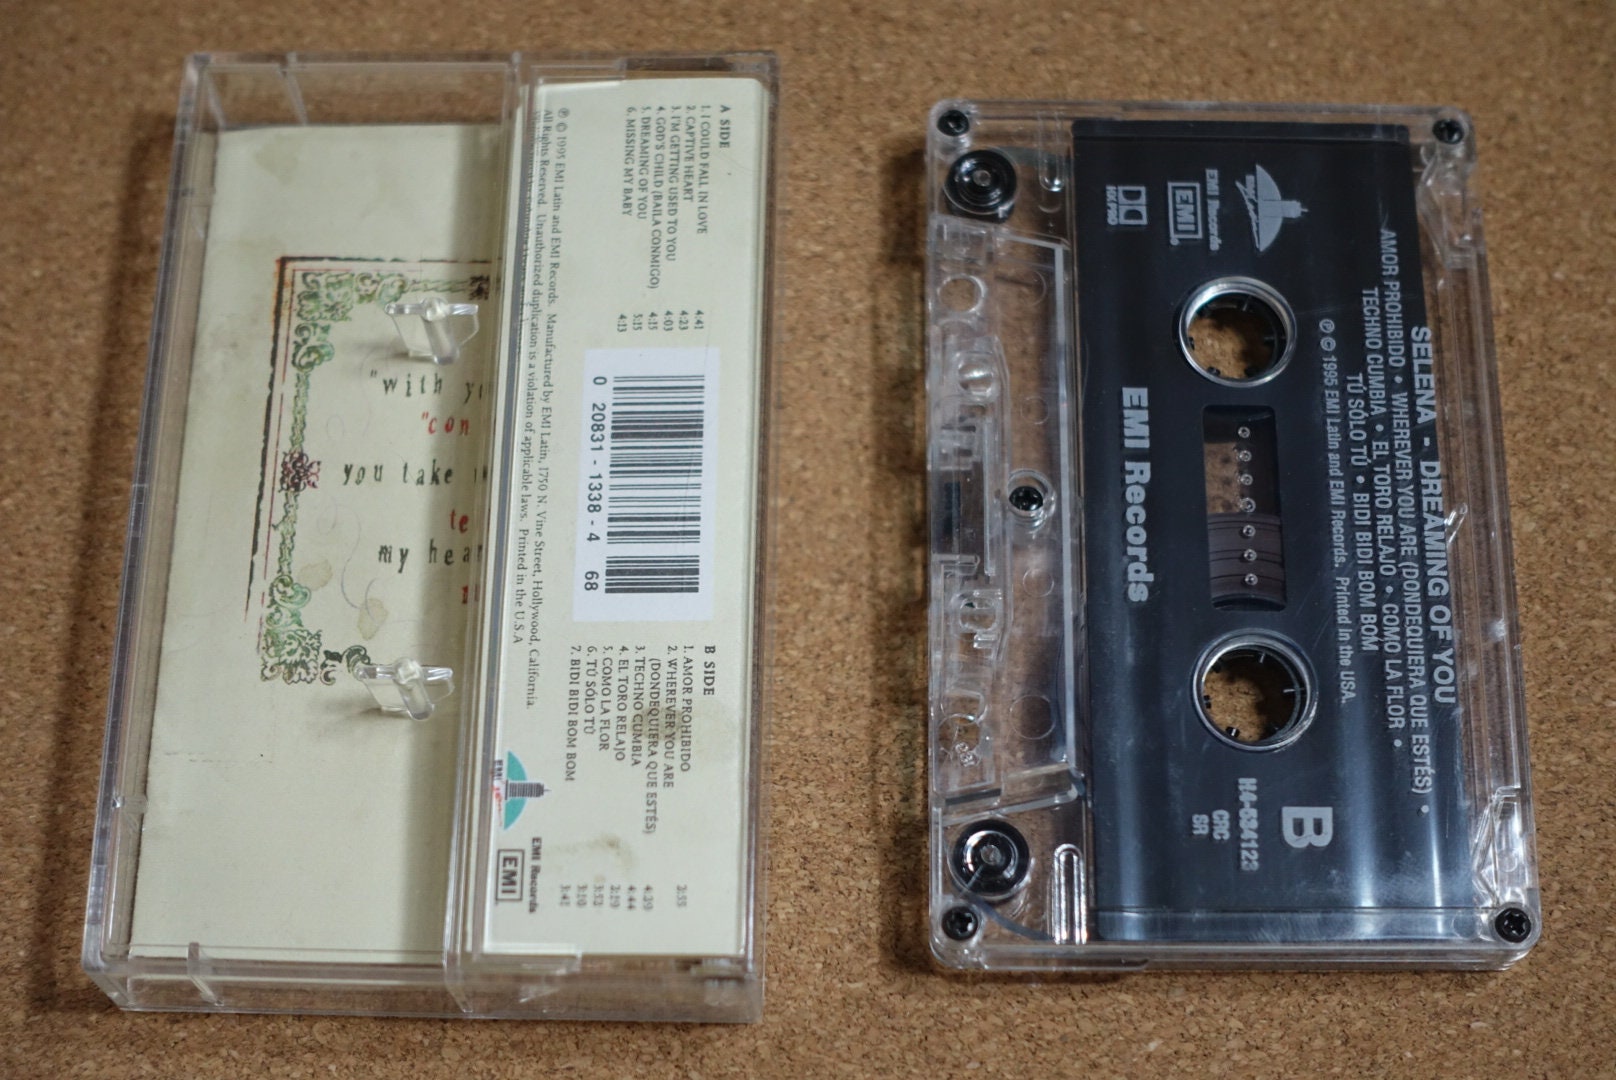 A SIDE
1. I COULD FALL IN LOVE 4:41
2. CAPTIVE HEART 4:23
3. I'M GETTING USED TO YOU 4:03
4. GOD'S CHILD (BAILA CONMIGO) 4:15
5. DREAMING OF YOU 5:15
6. MISSING MY BABY 4:13
0 20831-1338-4 68
B SIDE
1. AMOR PROHIBIDO 2:55
2. WHEREVER YOU ARE
(DONDEQUIERA QUE ESTÉS) 4:29
3. TECHNO CUMBIA 4:44
4. EL TORO RELAJO 2:19
5. COMO LA FLOR 3:52
6. TÚ SÓLO TÚ 3:10
7. BIDI BIDI BOM BOM 3:41
℗ © 1995 EMI Latin and EMI Records. Manufactured by EMI Latin, 1750 N. Vine Street, Hollywood, California.
All Rights Reserved. Unauthorized duplication is a violation of applicable laws. Printed in the U.S.A
EMI
EMI Records
EMI
"with
"con
you take
te
my
SELENA - DREAMING OF YOU
AMOR PROHIBIDO • WHEREVER YOU ARE (DONDEQUIERA QUE ESTÉS) •
TECHNO CUMBIA • EL TORO RELAJO • COMO LA FLOR •
TÚ SÓLO TÚ • BIDI BIDI BOM BOM
℗© 1995 EMI Latin and EMI Records. Printed in the USA.
EMI Records
EMI
HX PRO
B
H4-534123
CRC
SR
EMI Records